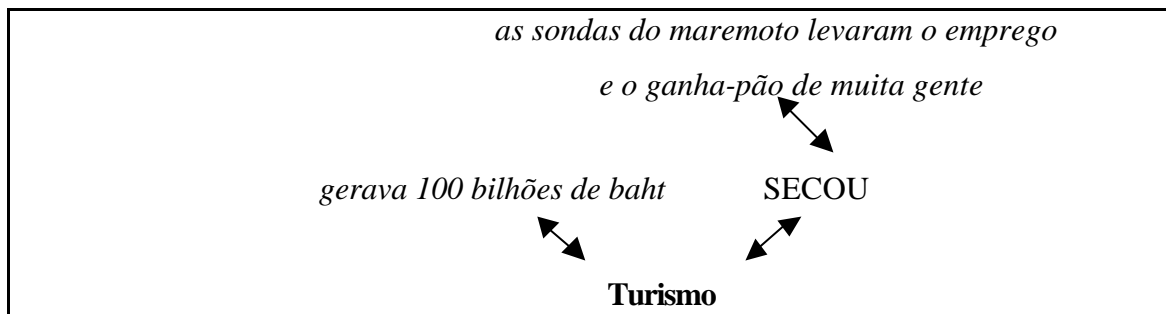 as sondas do maremoto levaram o emprego
e o ganha-pão de muita gente
gerava 100 bilhões de baht SECOU
Turismo